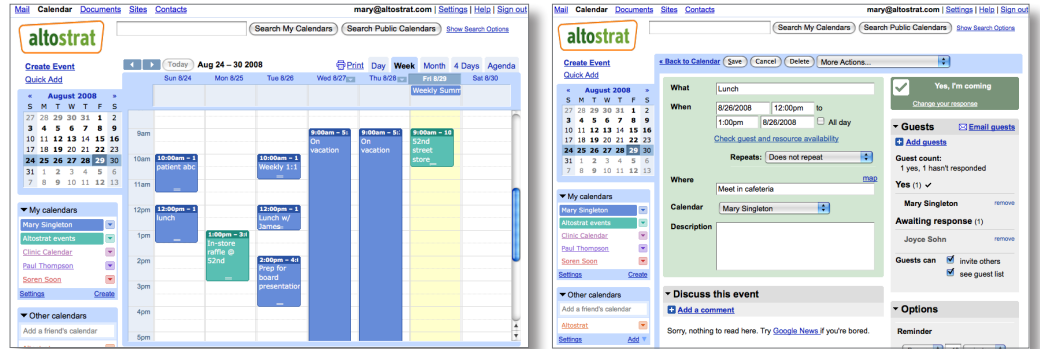 Mail Calendar Documents Sites Contacts mary@altostrat.com | Settings | Help | Sign out
altostrat
Search My Calendars Search Public Calendars Show Search Options
Create Event
Quick Add
Today Aug 24 – 30 2008 Print Day Week Month 4 Days Agenda
Sun 8/24 Mon 8/25 Tue 8/26 Wed 8/27 Thu 8/28 Fri 8/29 Sat 8/30
Weekly Summ
« August 2008 »
S M T W T F S
27 28 29 30 31 1 2
3 4 5 6 7 8 9
10 11 12 13 14 15 16
17 18 19 20 21 22 23
24 25 26 27 28 29 30
31 1 2 3 4 5 6
7 8 9 10 11 12 13
My calendars
Mary Singleton
Altostrat events
Clinic Calendar
Paul Thompson
Soren Soon
Settings Create
Other calendars
Add a friend's calendar
9am
10am
11am
12pm
1pm
2pm
3pm
4pm
5pm
10:00am – 1
patient abc
12:00pm – 1
lunch
1:00pm – 3:
In-store
raffle @
52nd
10:00am – 1
Weekly 1:1
12:00pm – 1
Lunch w/
James
2:00pm – 4:
Prep for
board
presentation
9:00am – 5:
On
vacation
9:00am – 5:
On
vacation
9:00am – 10
52nd
street
store
Mail Calendar Documents Sites Contacts mary@altostrat.com | Settings | Help | Sign out
altostrat
Search My Calendars Search Public Calendars Show Search Options
Create Event
Quick Add
« August 2008 »
S M T W T F S
27 28 29 30 31 1 2
3 4 5 6 7 8 9
10 11 12 13 14 15 16
17 18 19 20 21 22 23
24 25 26 27 28 29 30
31 1 2 3 4 5 6
7 8 9 10 11 12 13
My calendars
Mary Singleton
Altostrat events
Clinic Calendar
Paul Thompson
Soren Soon
Settings Create
Other calendars
Add a friend's calendar
Altostrat
Settings Add
« Back to Calendar Save Cancel Delete More Actions...
What Lunch
When 8/26/2008 12:00pm to
1:00pm 8/26/2008 All day
Check guest and resource availability
Repeats: Does not repeat
Where map
Meet in cafeteria
Calendar Mary Singleton
Description
Discuss this event
Add a comment
Sorry, nothing to read here. Try Google News if you're bored.
Yes, I'm coming
Change your response
Guests Email guests
Add guests
Guest count:
1 yes, 1 hasn't responded
Yes (1)
Mary Singleton remove
Awaiting response (1)
Joyce Sohn remove
Guests can invite others
see guest list
Options
Reminder